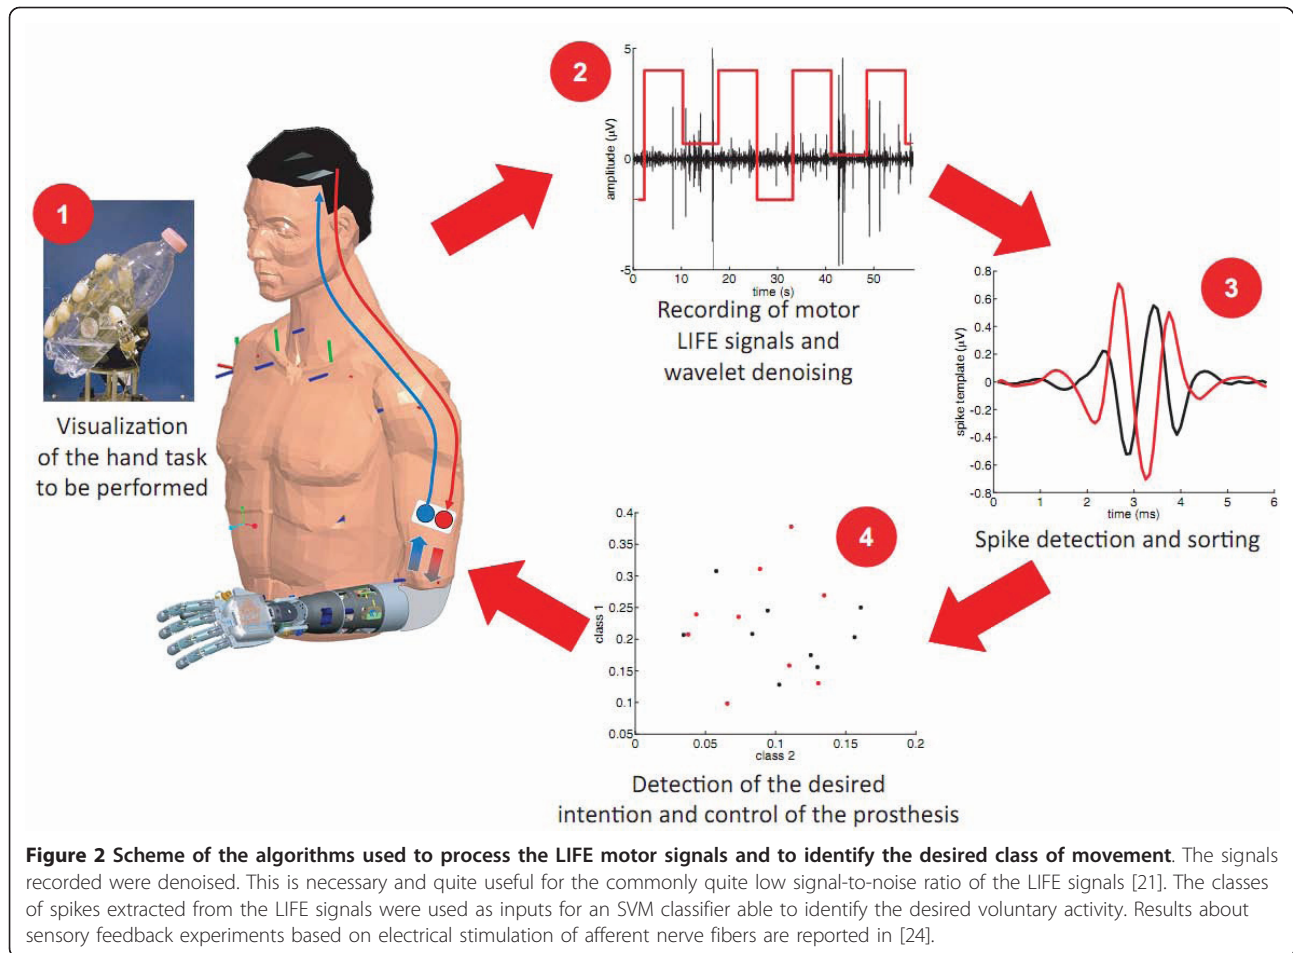 1
Visualization
of the hand task
to be performed
2
amplitude (µV)
5
0
-5
0 10 20 30 40 50
time (s)
Recording of motor
LIFE signals and
wavelet denoising
3
spike template (µV)
0.8
0.6
0.4
0.2
0
-0.2
-0.4
-0.6
-0.8
0 1 2 3 4 5 6
time (ms)
Spike detection and sorting
4
class 1
0.4
0.35
0.3
0.25
0.2
0.15
0.1
0.05
0 0.05 0.1 0.15 0.2
class 2
Detection of the desired
intention and control of the prosthesis
Figure 2 Scheme of the algorithms used to process the LIFE motor signals and to identify the desired class of movement. The signals
recorded were denoised. This is necessary and quite useful for the commonly quite low signal-to-noise ratio of the LIFE signals [21]. The classes
of spikes extracted from the LIFE signals were used as inputs for an SVM classifier able to identify the desired voluntary activity. Results about
sensory feedback experiments based on electrical stimulation of afferent nerve fibers are reported in [24].